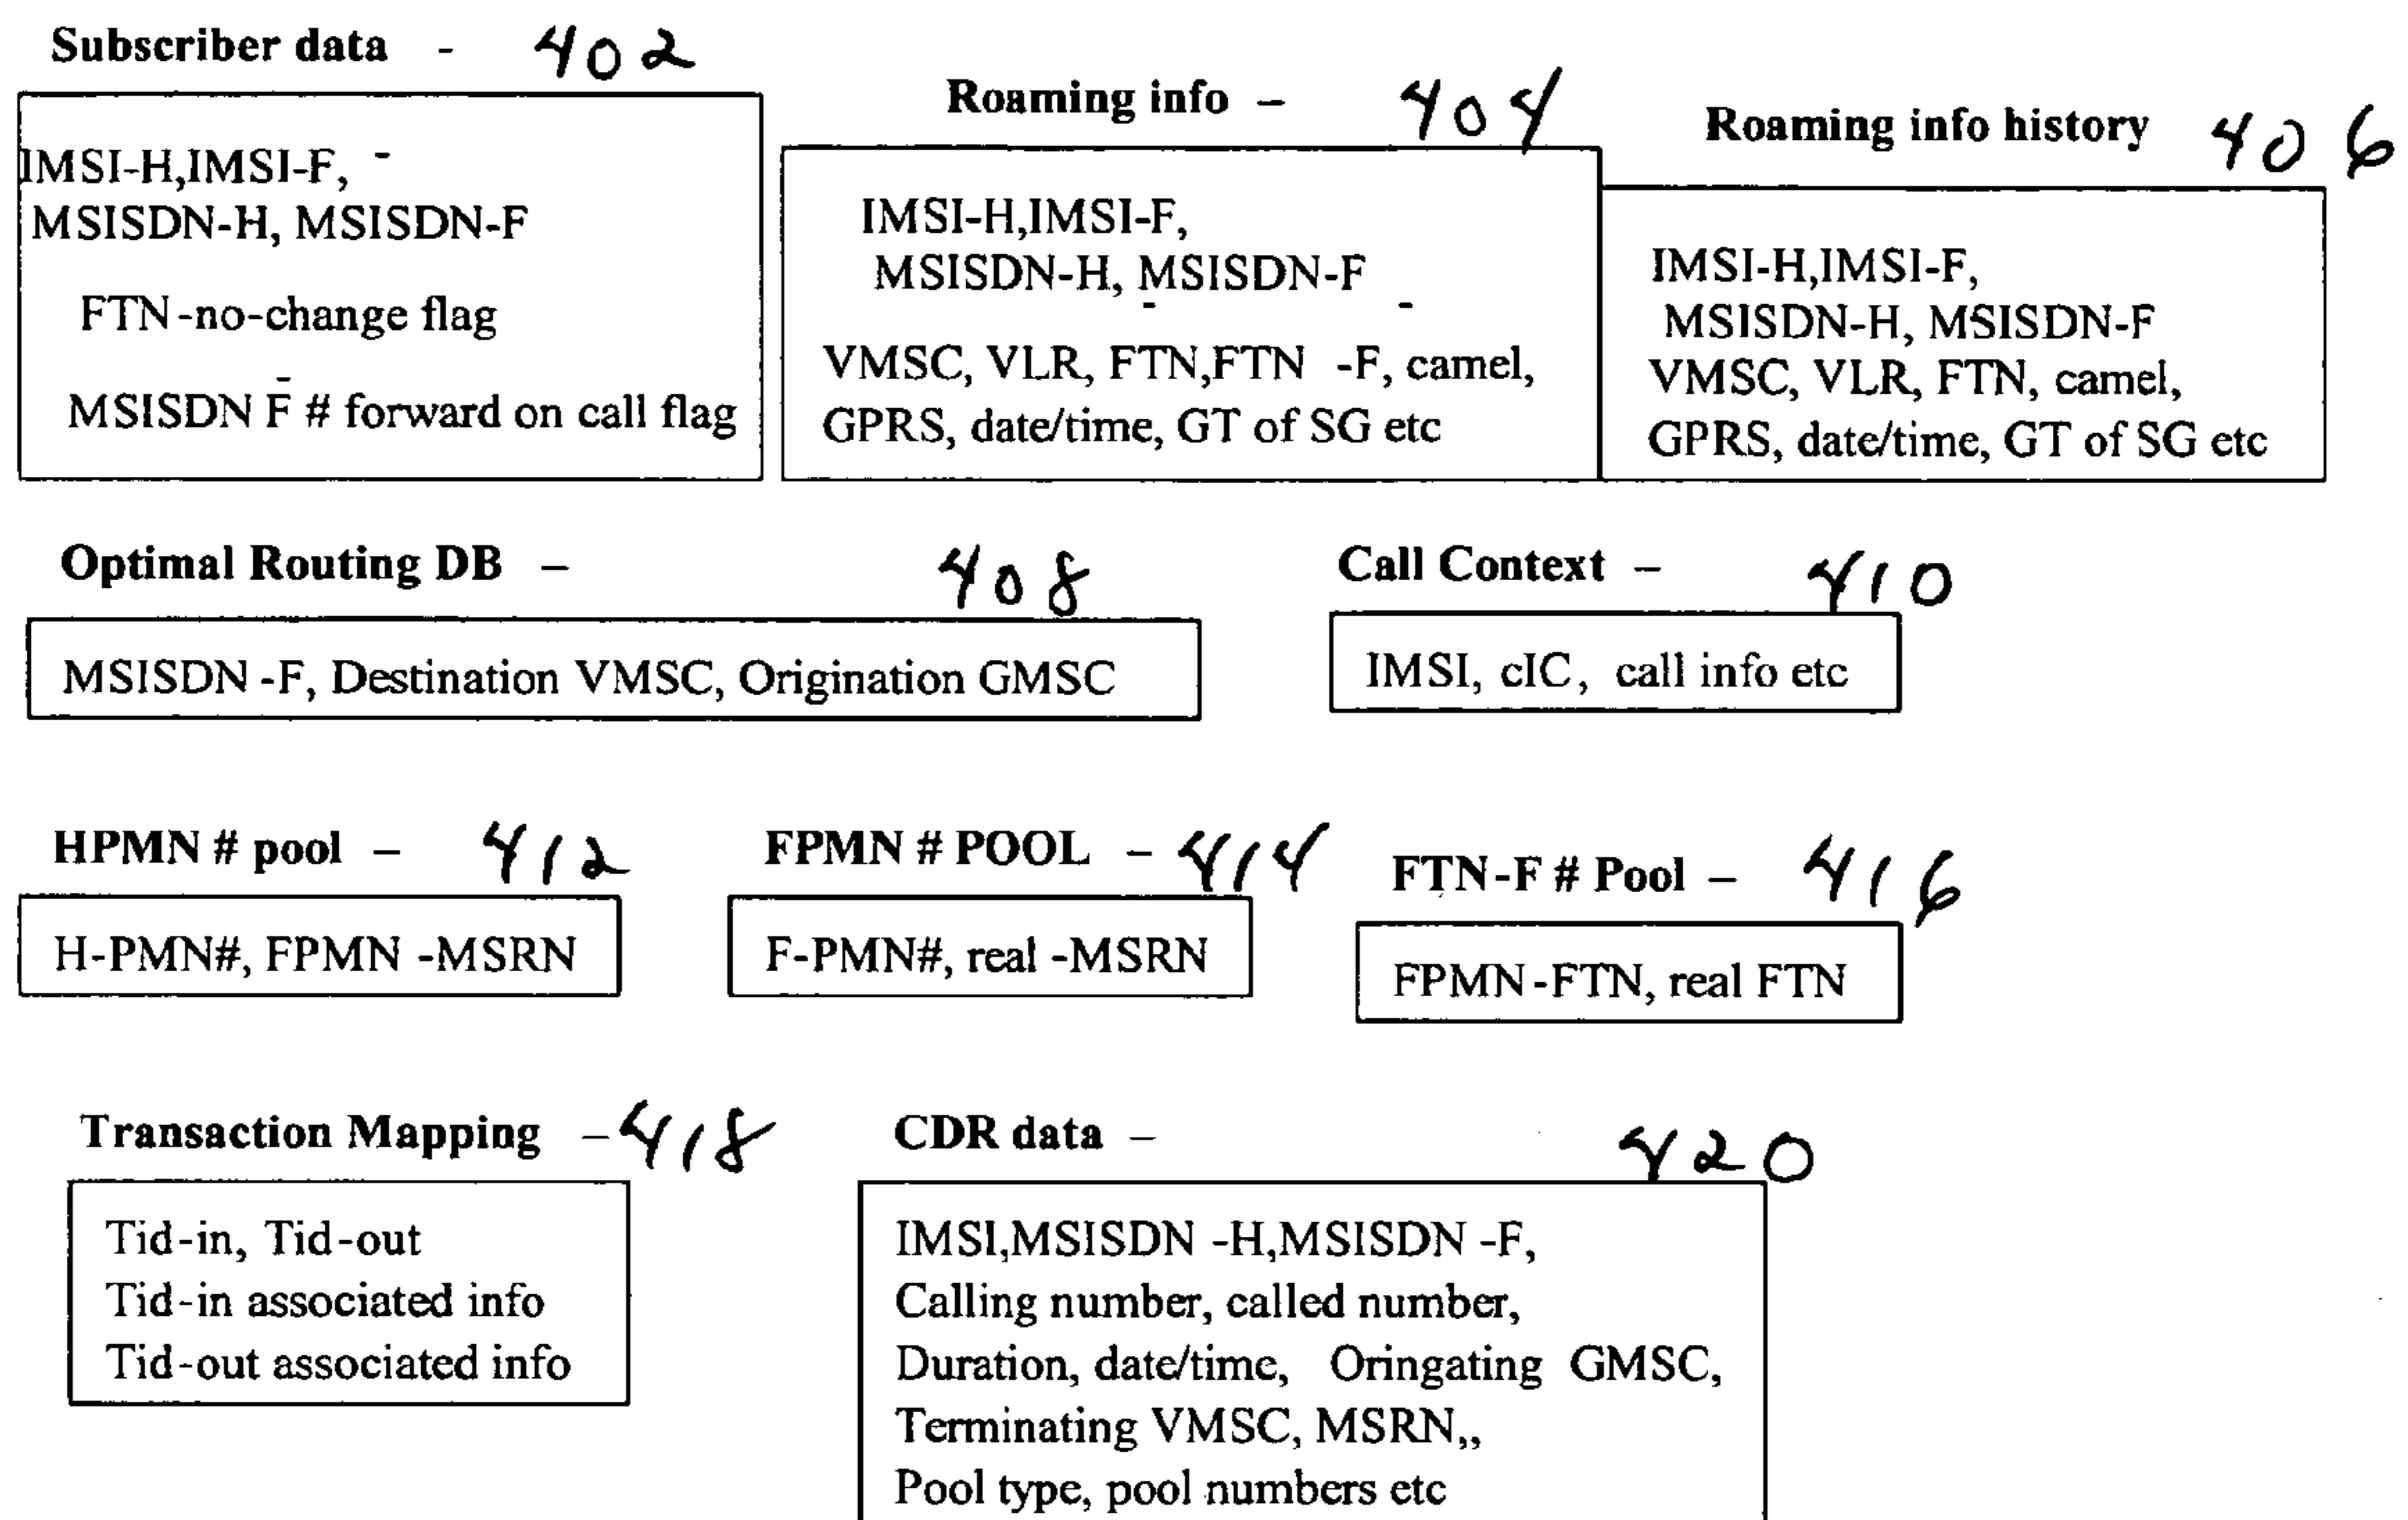 Subscriber data - 402
IMSI-H,IMSI-F, -
MSISDN-H, MSISDN-F
FTN-no-change flag
MSISDN F # forward on call flag
Roaming info – 404
IMSI-H,IMSI-F,
MSISDN-H, MSISDN-F
VMSC, VLR, FTN,FTN -F, camel,
GPRS, date/time, GT of SG etc
Roaming info history 406
IMSI-H,IMSI-F,
MSISDN-H, MSISDN-F
VMSC, VLR, FTN, camel,
GPRS, date/time, GT of SG etc
Optimal Routing DB – 408
MSISDN -F, Destination VMSC, Origination GMSC
Call Context – 410
IMSI, cIC, call info etc
HPMN # pool – 412
H-PMN#, FPMN -MSRN
FPMN # POOL – 414
F-PMN#, real -MSRN
FTN-F # Pool – 416
FPMN-FTN, real FTN
Transaction Mapping – 418
Tid-in, Tid-out
Tid-in associated info
Tid-out associated info
CDR data – 420
IMSI,MSISDN -H,MSISDN -F,
Calling number, called number,
Duration, date/time, Oringating GMSC,
Terminating VMSC, MSRN,,
Pool type, pool numbers etc